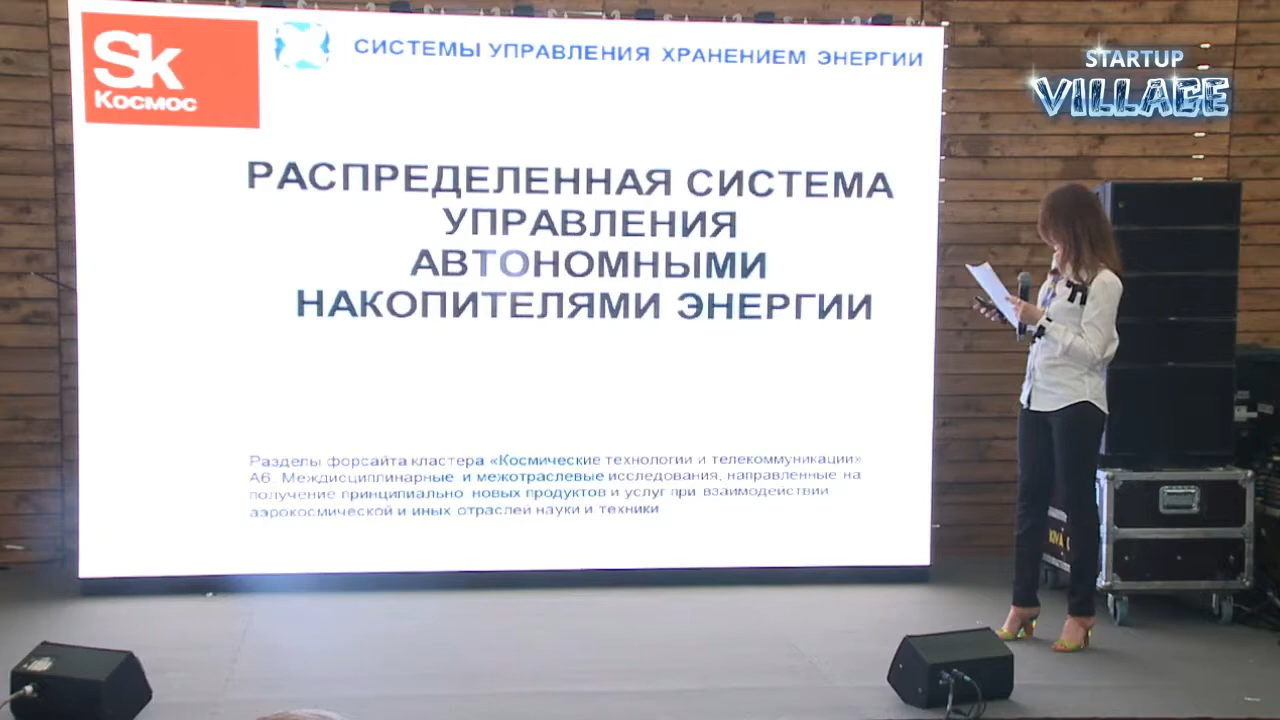 Sk
Космос
СИСТЕМЫ УПРАВЛЕНИЯ ХРАНЕНИЕМ ЭНЕРГИИ
STARTUP
VILLAGE
РАСПРЕДЕЛЕННАЯ СИСТЕМА
УПРАВЛЕНИЯ
АВТОНОМНЫМИ
НАКОПИТЕЛЯМИ ЭНЕРГИИ
Разделы форсайта кластера «Космические технологии и телекоммуникации»
А6. Междисциплинарные и межотраслевые исследования, направленные на
получение принципиально новых продуктов и услуг при взаимодействии
аэрокосмической и иных отраслей науки и техники